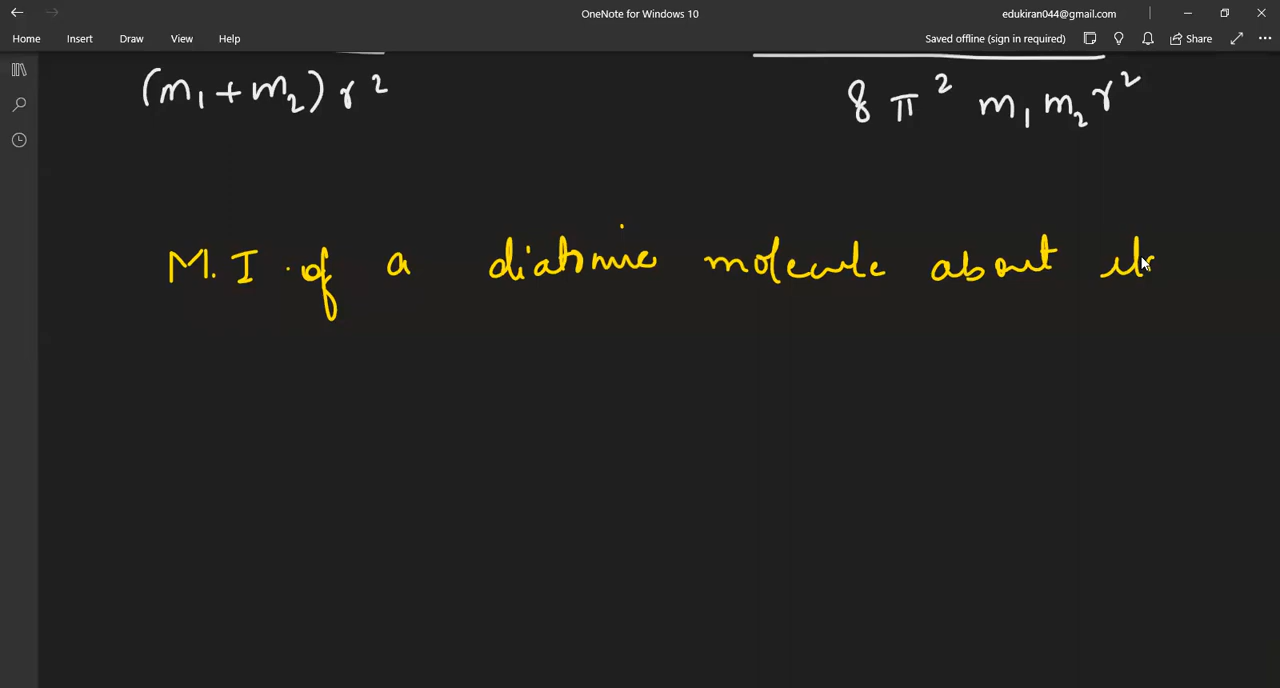 OneNote for Windows 10
edukiran044@gmail.com
Home Insert Draw View Help
Saved offline (sign in required)
Share
(m₁+m₂) r²
8 π² m₁ m₂ r²
M.I. of a diatomic molecule about